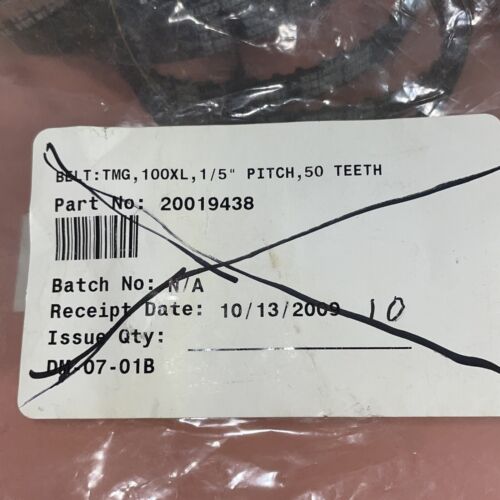 BELT:TMG,100XL,1/5" PITCH,50 TEETH
Part No: 20019438
Batch No: N/A
Receipt Date: 10/13/2009 10
Issue Qty:
DM-07-01B